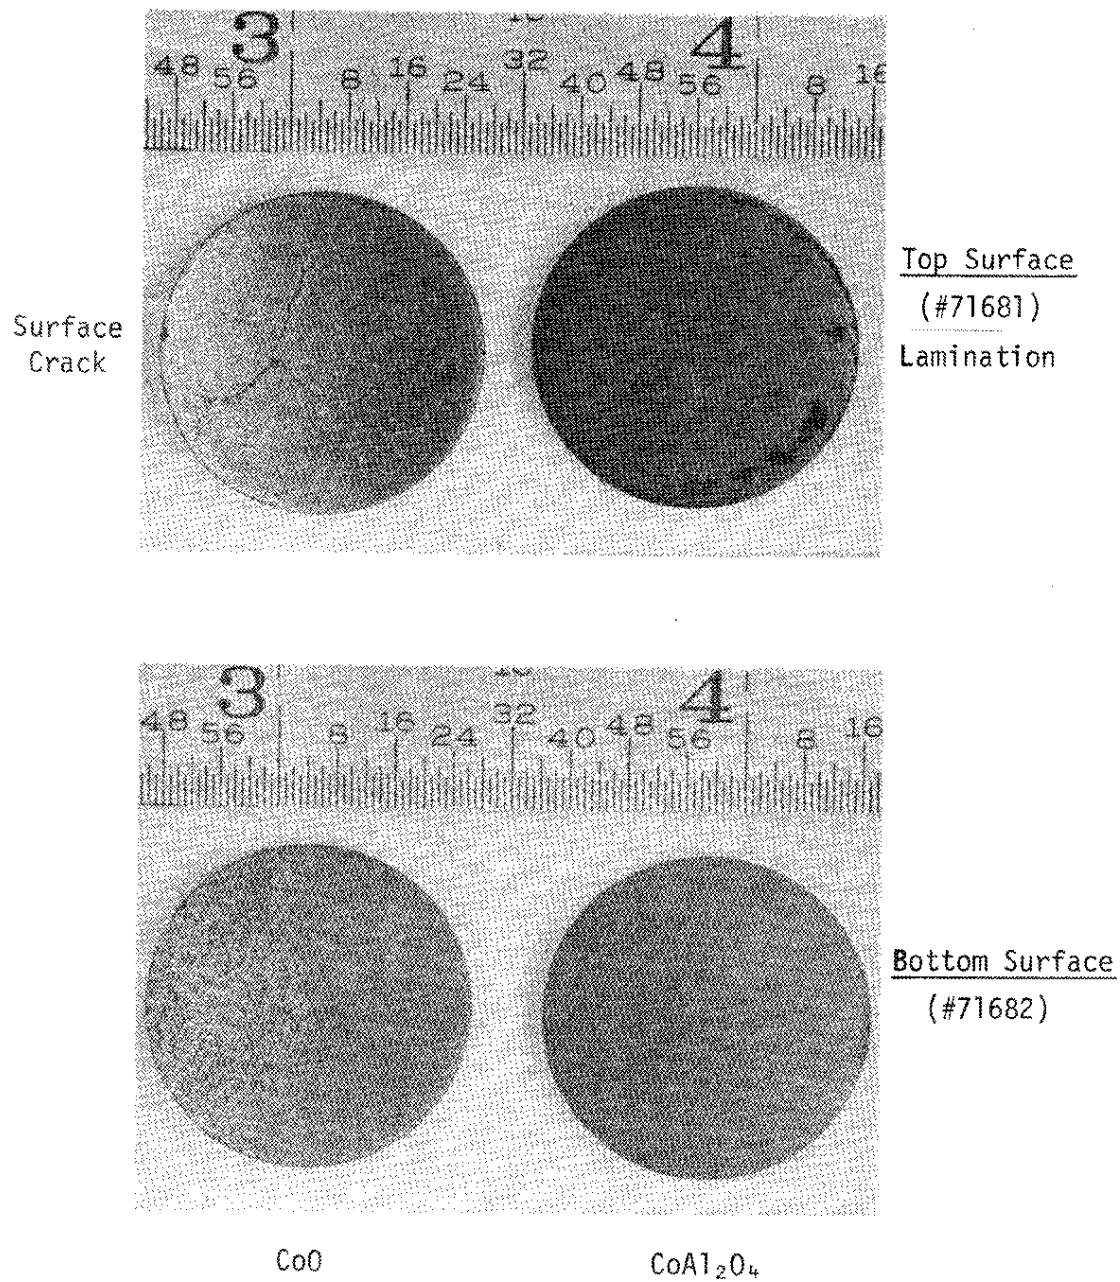 3 4
48 56 8 16 24 32 40 48 56 8 16
Surface
Crack
Top Surface
(#71681)
Lamination
3 4
48 56 8 16 24 32 40 48 56 8 16
Bottom Surface
(#71682)
CoO
CoAl₂O₄